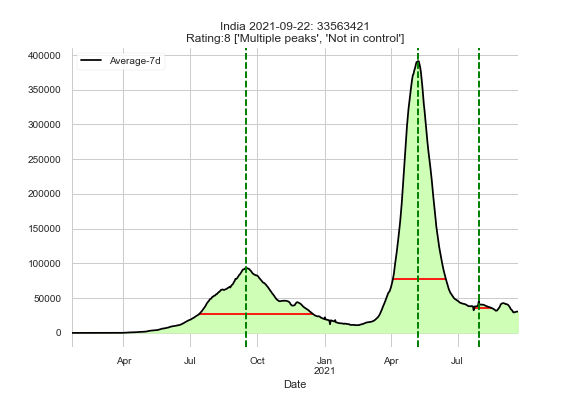 India 2021-09-22: 33563421
Rating:8 ['Multiple peaks', 'Not in control']
Average-7d
400000
350000
300000
250000
200000
150000
100000
50000
0
Apr Jul Oct Jan Apr Jul
2021
Date